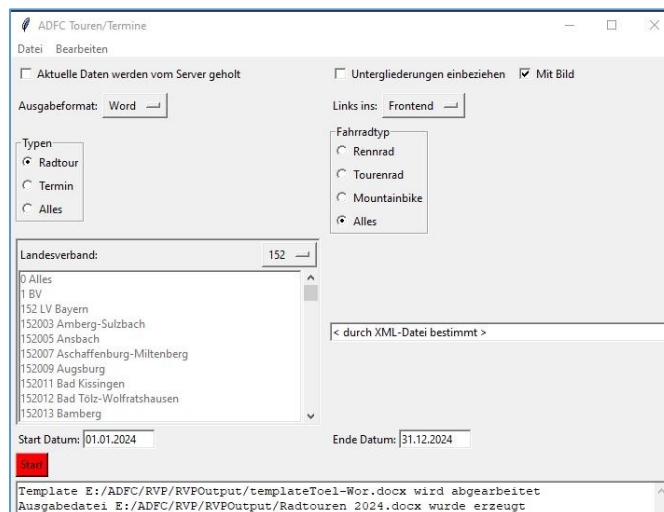 ADFC Touren/Termine
Datei Bearbeiten
Aktuelle Daten werden vom Server geholt
Untergliederungen einbeziehen Mit Bild
Ausgabeformat: Word
Links ins: Frontend
Typen
Radtour
Termin
Alles
Fahrradtyp
Rennrad
Tourenrad
Mountainbike
Alles
Landesverband: 152
0 Alles
1 BV
152 LV Bayern
152003 Amberg-Sulzbach
152005 Ansbach
152007 Aschaffenburg-Miltenberg
152009 Augsburg
152011 Bad Kissingen
152012 Bad Tölz-Wolfratshausen
152013 Bamberg
< durch XML-Datei bestimmt >
Start Datum: 01.01.2024
Ende Datum: 31.12.2024
Start
Template E:/ADFC/RVP/RVPOutput/templateToel-Wor.docx wird abgearbeitet
Ausgabedatei E:/ADFC/RVP/RVPOutput/Radtouren 2024.docx wurde erzeugt